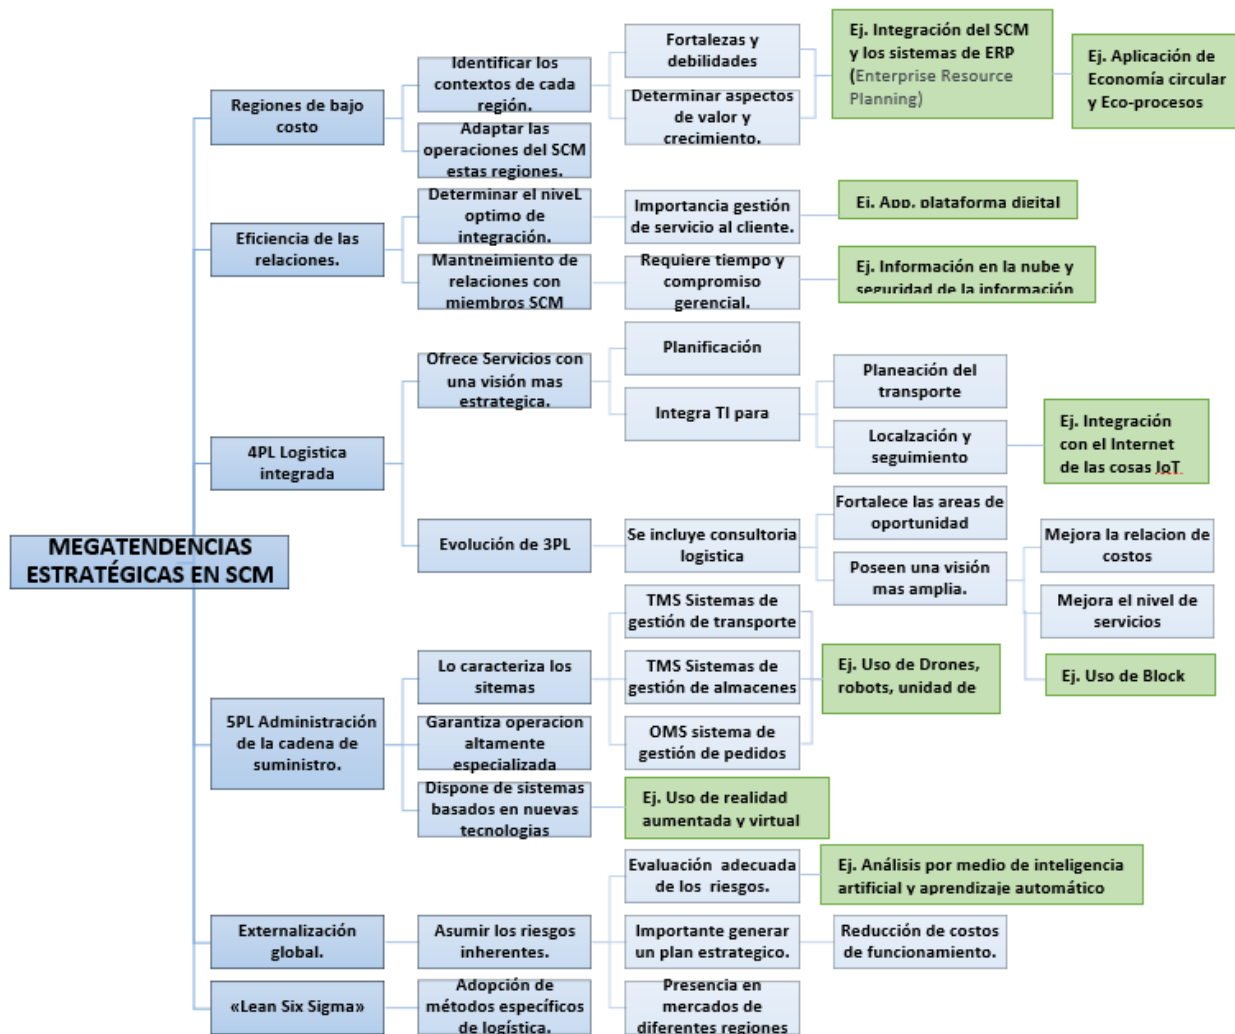 MEGATENDENCIAS
ESTRATÉGICAS EN SCM
Regiones de bajo
costo
Identificar los
contextos de cada
región.
Fortalezas y
debilidades
Determinar aspectos
de valor y
crecimiento.
Ej. Integración del SCM
y los sistemas de ERP
(Enterprise Resource
Planning)
Ej. Aplicación de
Economía circular
y Eco-procesos
Adaptar las
operaciones del SCM
estas regiones.
Eficiencia de las
relaciones.
Determinar el niveL
optimo de
integración.
Importancia gestión
de servicio al cliente.
Ej. App. plataforma digital
Mantneimiento de
relaciones con
miembros SCM
Requiere tiempo y
compromiso
gerencial.
Ej. Información en la nube y
seguridad de la información
4PL Logistica
integrada
Ofrece Servicios con
una visión mas
estrategica.
Planificación
Integra TI para
Planeación del
transporte
Localzación y
seguimiento
Ej. Integración
con el Internet
de las cosas IoT
Evolución de 3PL
Se incluye consultoria
logistica
Fortalece las areas de
oportunidad
Poseen una visión
mas amplia.
Mejora la relacion de
costos
Mejora el nivel de
servicios
Ej. Uso de Block
5PL Administración
de la cadena de
suministro.
Lo caracteriza los
sitemas
TMS Sistemas de
gestión de transporte
TMS Sistemas de
gestión de almacenes
OMS sistema de
gestión de pedidos
Ej. Uso de Drones,
robots, unidad de
Garantiza operacion
altamente
especializada
Dispone de sistemas
basados en nuevas
tecnologias
Ej. Uso de realidad
aumentada y virtual
Externalización
global.
Asumir los riesgos
inherentes.
Evaluación adecuada
de los riesgos.
Ej. Análisis por medio de inteligencia
artificial y aprendizaje automático
Importante generar
un plan estrategico.
Reducción de costos
de funcionamiento.
Presencia en
mercados de
diferentes regiones
«Lean Six Sigma»
Adopción de
métodos específicos
de logística.